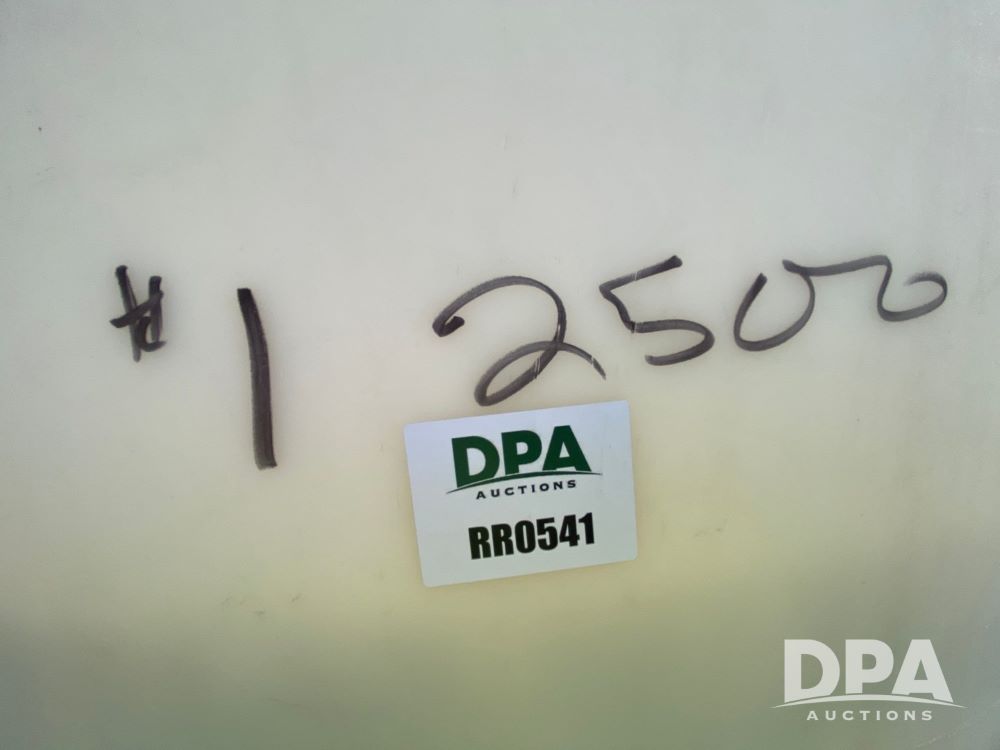 #1 2500
DPA
AUCTIONS
RR0541
DPA
AUCTIONS